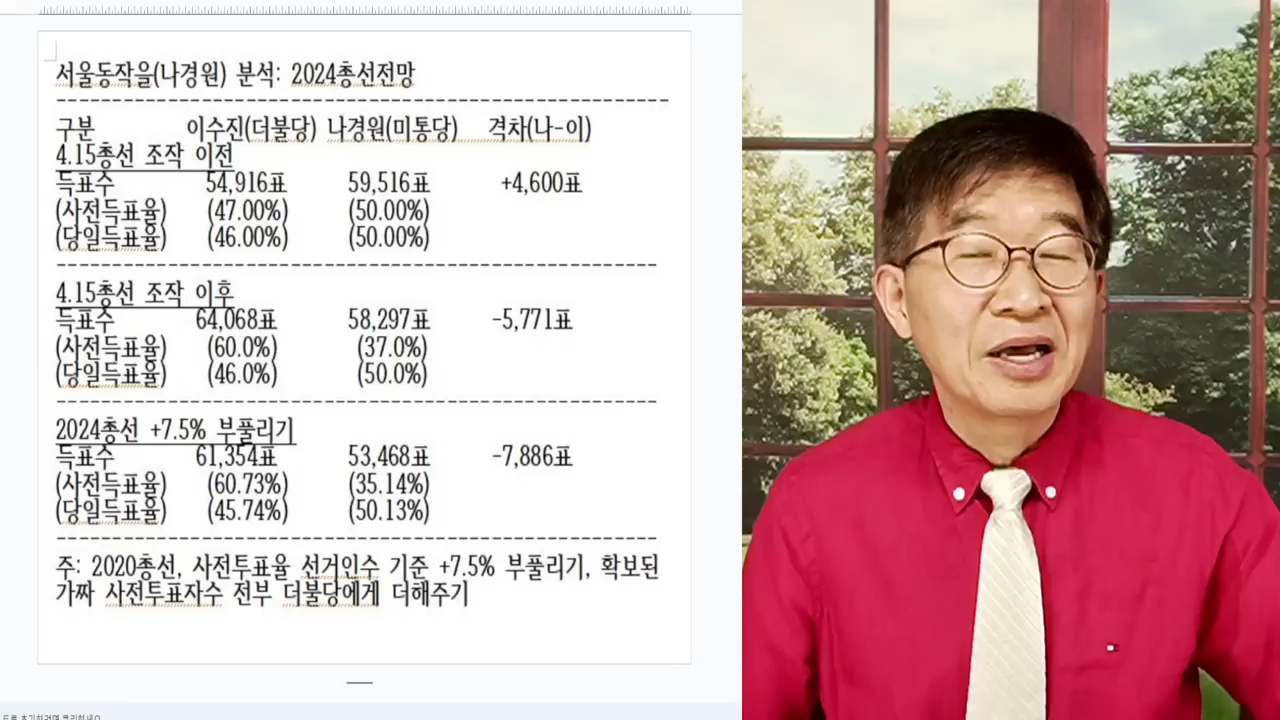 서울동작을(나경원) 분석: 2024총선전망
구분 이수진(더불당) 나경원(미통당) 격차(나-이)
4.15총선 조작 이전
득표수 54,916표 59,516표 +4,600표
(사전득표율) (47.00%) (50.00%)
(당일득표율) (46.00%) (50.00%)
4.15총선 조작 이후
득표수 64,068표 58,297표 -5,771표
(사전득표율) (60.0%) (37.0%)
(당일득표율) (46.0%) (50.0%)
2024총선 +7.5% 부풀리기
득표수 61,354표 53,468표 -7,886표
(사전득표율) (60.73%) (35.14%)
(당일득표율) (45.74%) (50.13%)
주: 2020총선, 사전투표율 선거인수 기준 +7.5% 부풀리기, 확보된
가짜 사전투표자수 전부 더불당에게 더해주기